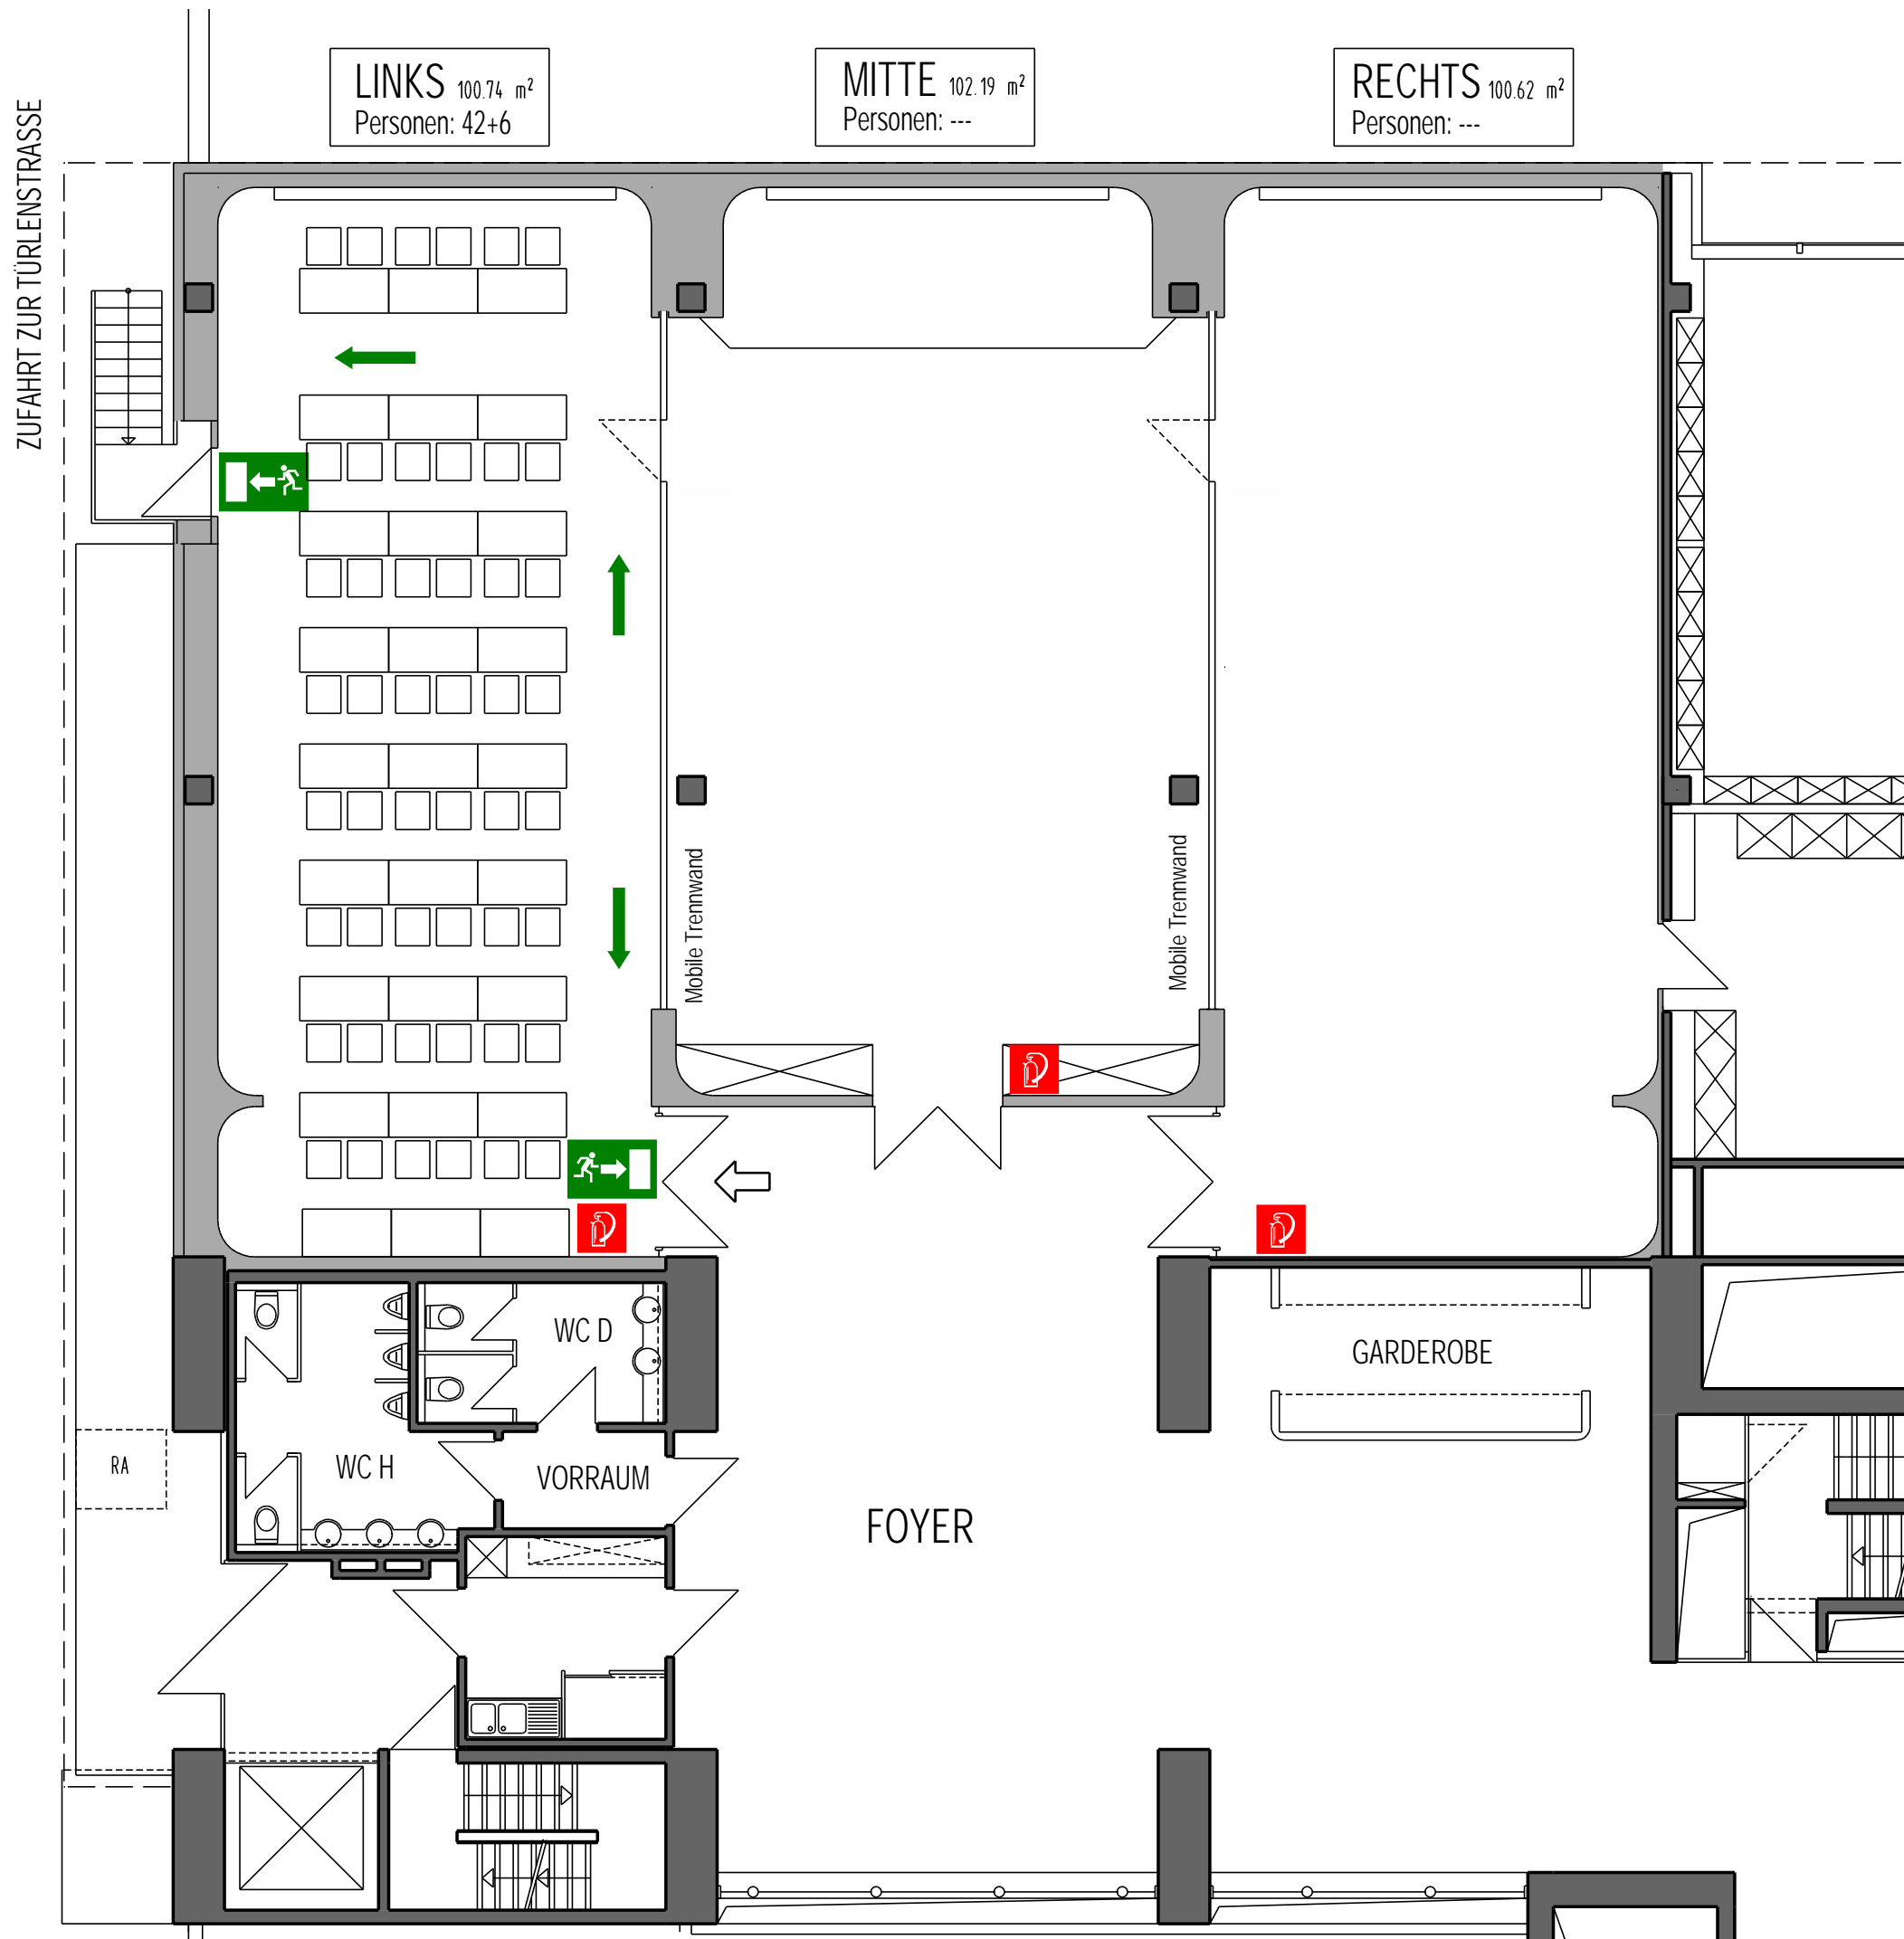 LINKS 100.74 m²
Personen: 42+6
MITTE 102.19 m²
Personen: ---
RECHTS 100.62 m²
Personen: ---
ZUFAHRT ZUR TÜRLENSTRASSE
Mobile Trennwand
Mobile Trennwand
WC D
GARDEROBE
RA
WC H
VORRAUM
FOYER